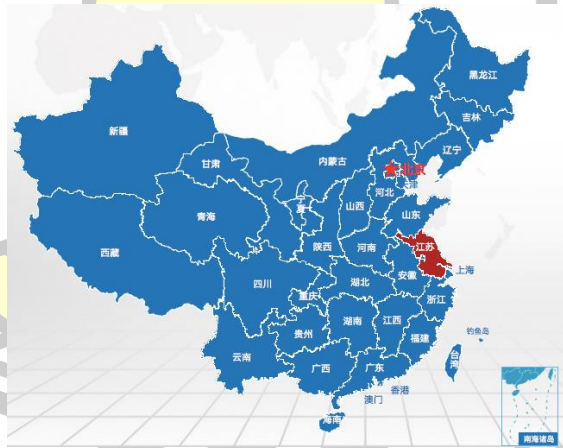 黑龙江
吉林
辽宁
新疆
内蒙古
甘肃
北京
天津
河北
山西
宁夏
山东
青海
陕西
河南
江苏
西藏
安徽
上海
四川
湖北
重庆
浙江
湖南
江西
贵州
福建
钓鱼岛
云南
台湾
广西
广东
香港
澳门
海南
南海诸岛